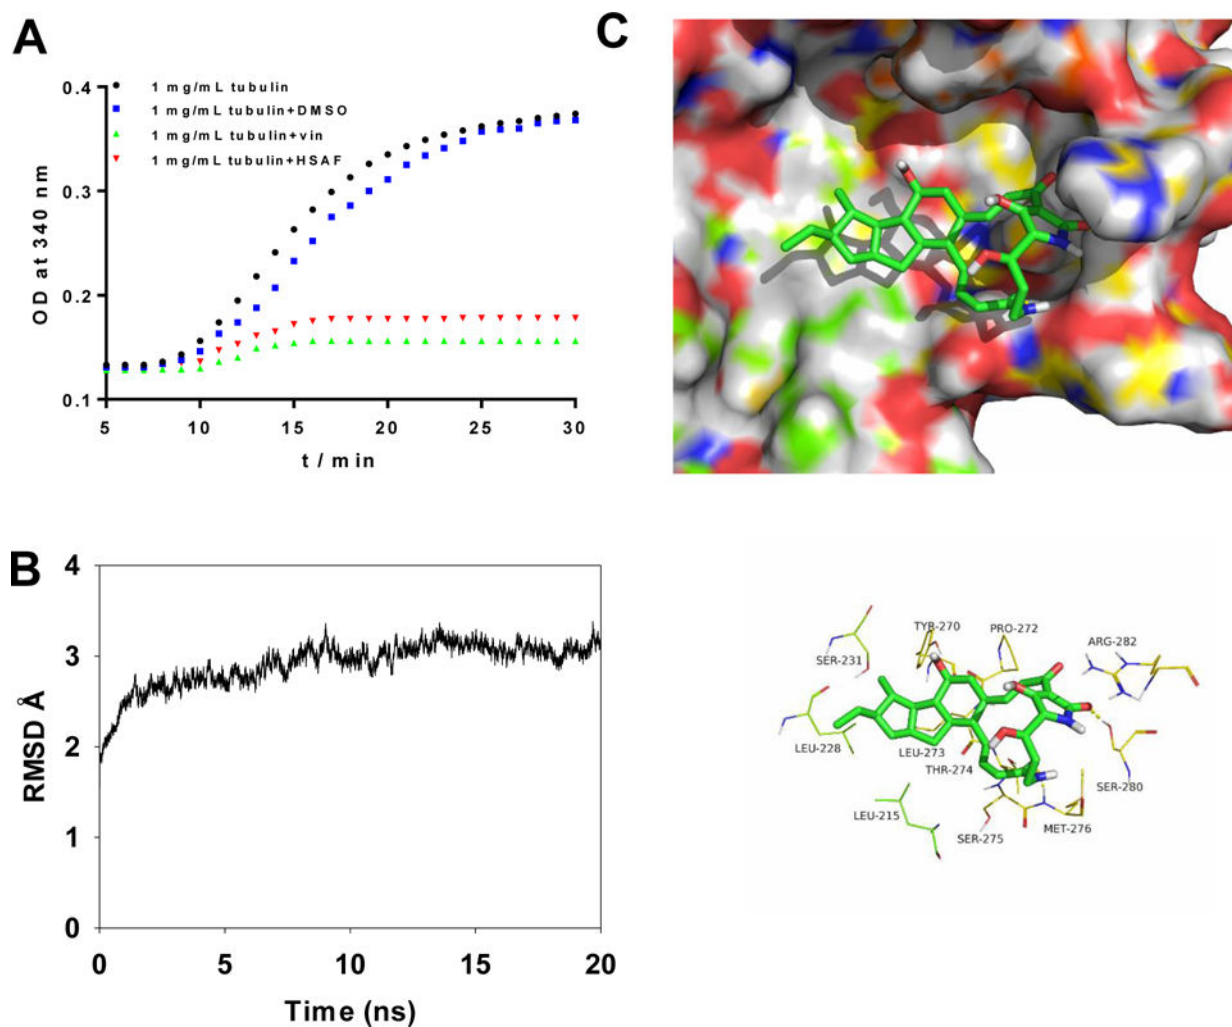 A
0.4
0.3
0.2
0.1
OD at 340 nm
1 mg/mL tubulin
1 mg/mL tubulin+DMSO
1 mg/mL tubulin+vin
1 mg/mL tubulin+HSAF
5 10 15 20 25 30
t / min
C
B
4
3
2
1
0
RMSD Å
0 5 10 15 20
Time (ns)
TYR-270
PRO-272
ARG-282
SER-231
LEU-228
LEU-273
THR-274
SER-280
LEU-215
SER-275
MET-276